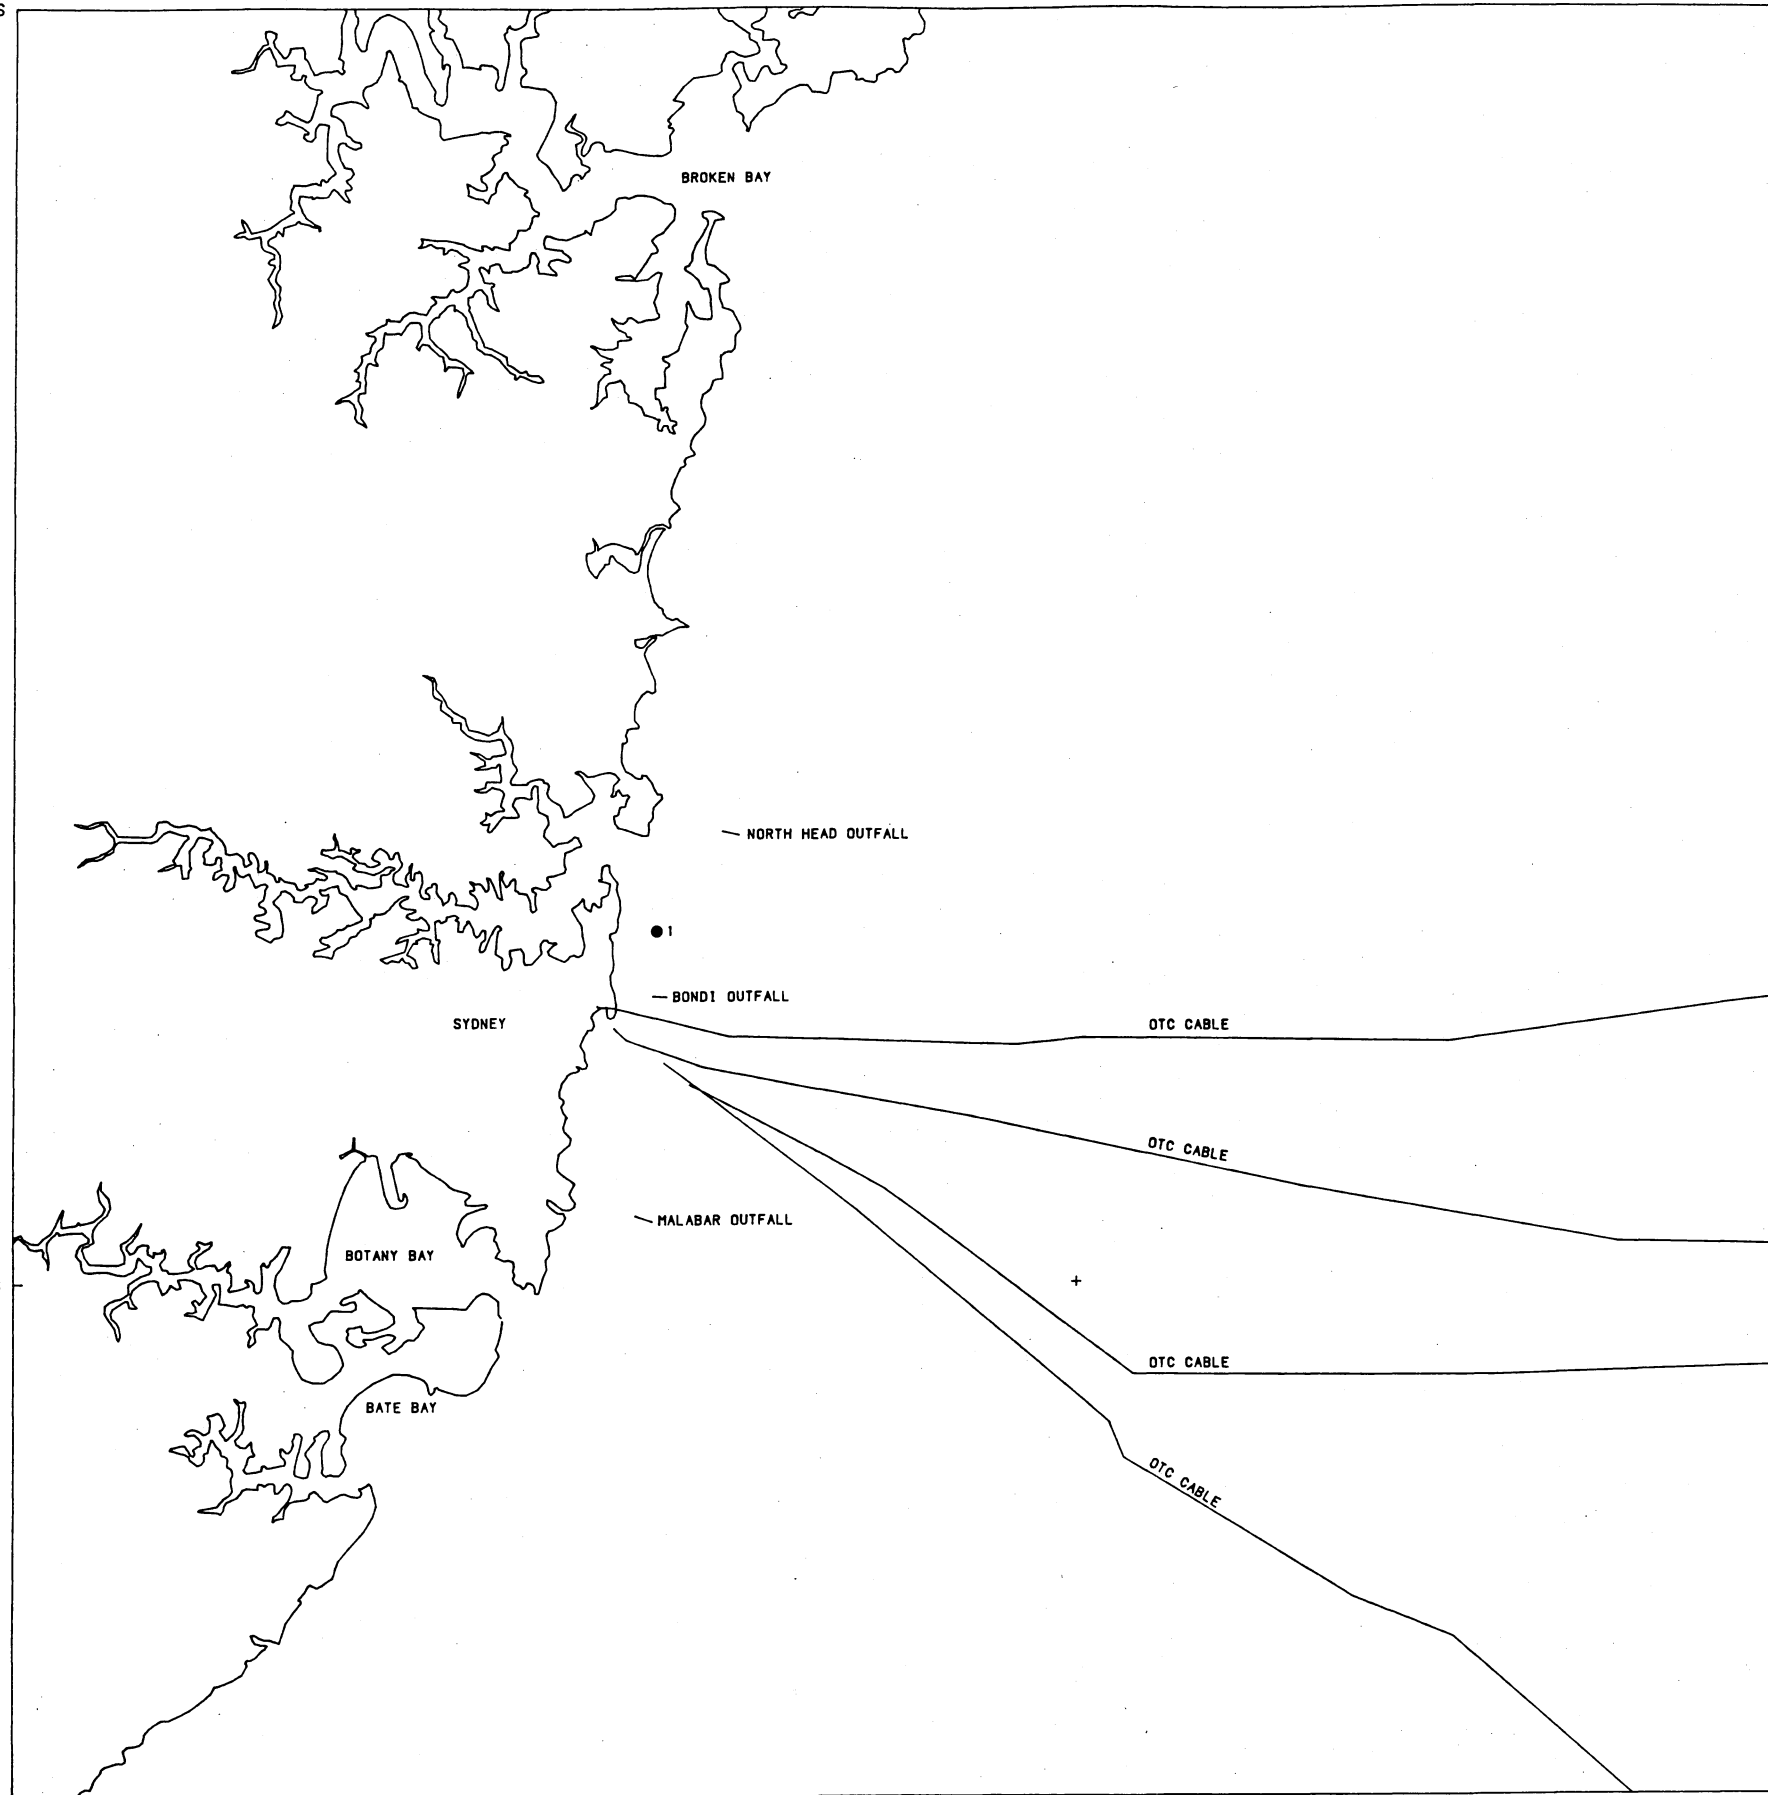 S
BROKEN BAY
NORTH HEAD OUTFALL
1
BONDI OUTFALL
SYDNEY
OTC CABLE
OTC CABLE
MALABAR OUTFALL
BOTANY BAY
OTC CABLE
BATE BAY
OTC CABLE